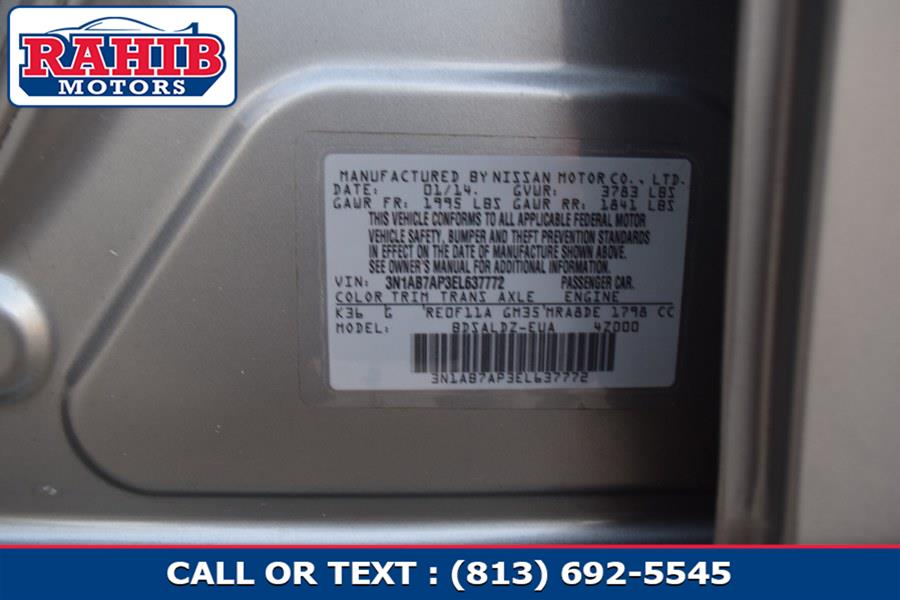 RAHIB
MOTORS
MANUFACTURED BY NISSAN MOTOR CO., LTD.
DATE: 01/14. GVWR: 3783 LBS
GAWR FR: 1995 LBS GAWR RR: 1841 LBS
THIS VEHICLE CONFORMS TO ALL APPLICABLE FEDERAL MOTOR
VEHICLE SAFETY, BUMPER AND THEFT PREVENTION STANDARDS
IN EFFECT ON THE DATE OF MANUFACTURE SHOWN ABOVE.
SEE OWNER'S MANUAL FOR ADDITIONAL INFORMATION.
VIN: 3N1AB7AP3EL637772 PASSENGER CAR.
COLOR TRIM TRANS AXLE ENGINE
K36 G RE0F11A GM35 MRA8DE 1798 CC
MODEL: BDSALDZ-EUA 4Z000
3N1AB7AP3EL637772
CALL OR TEXT : (813) 692-5545